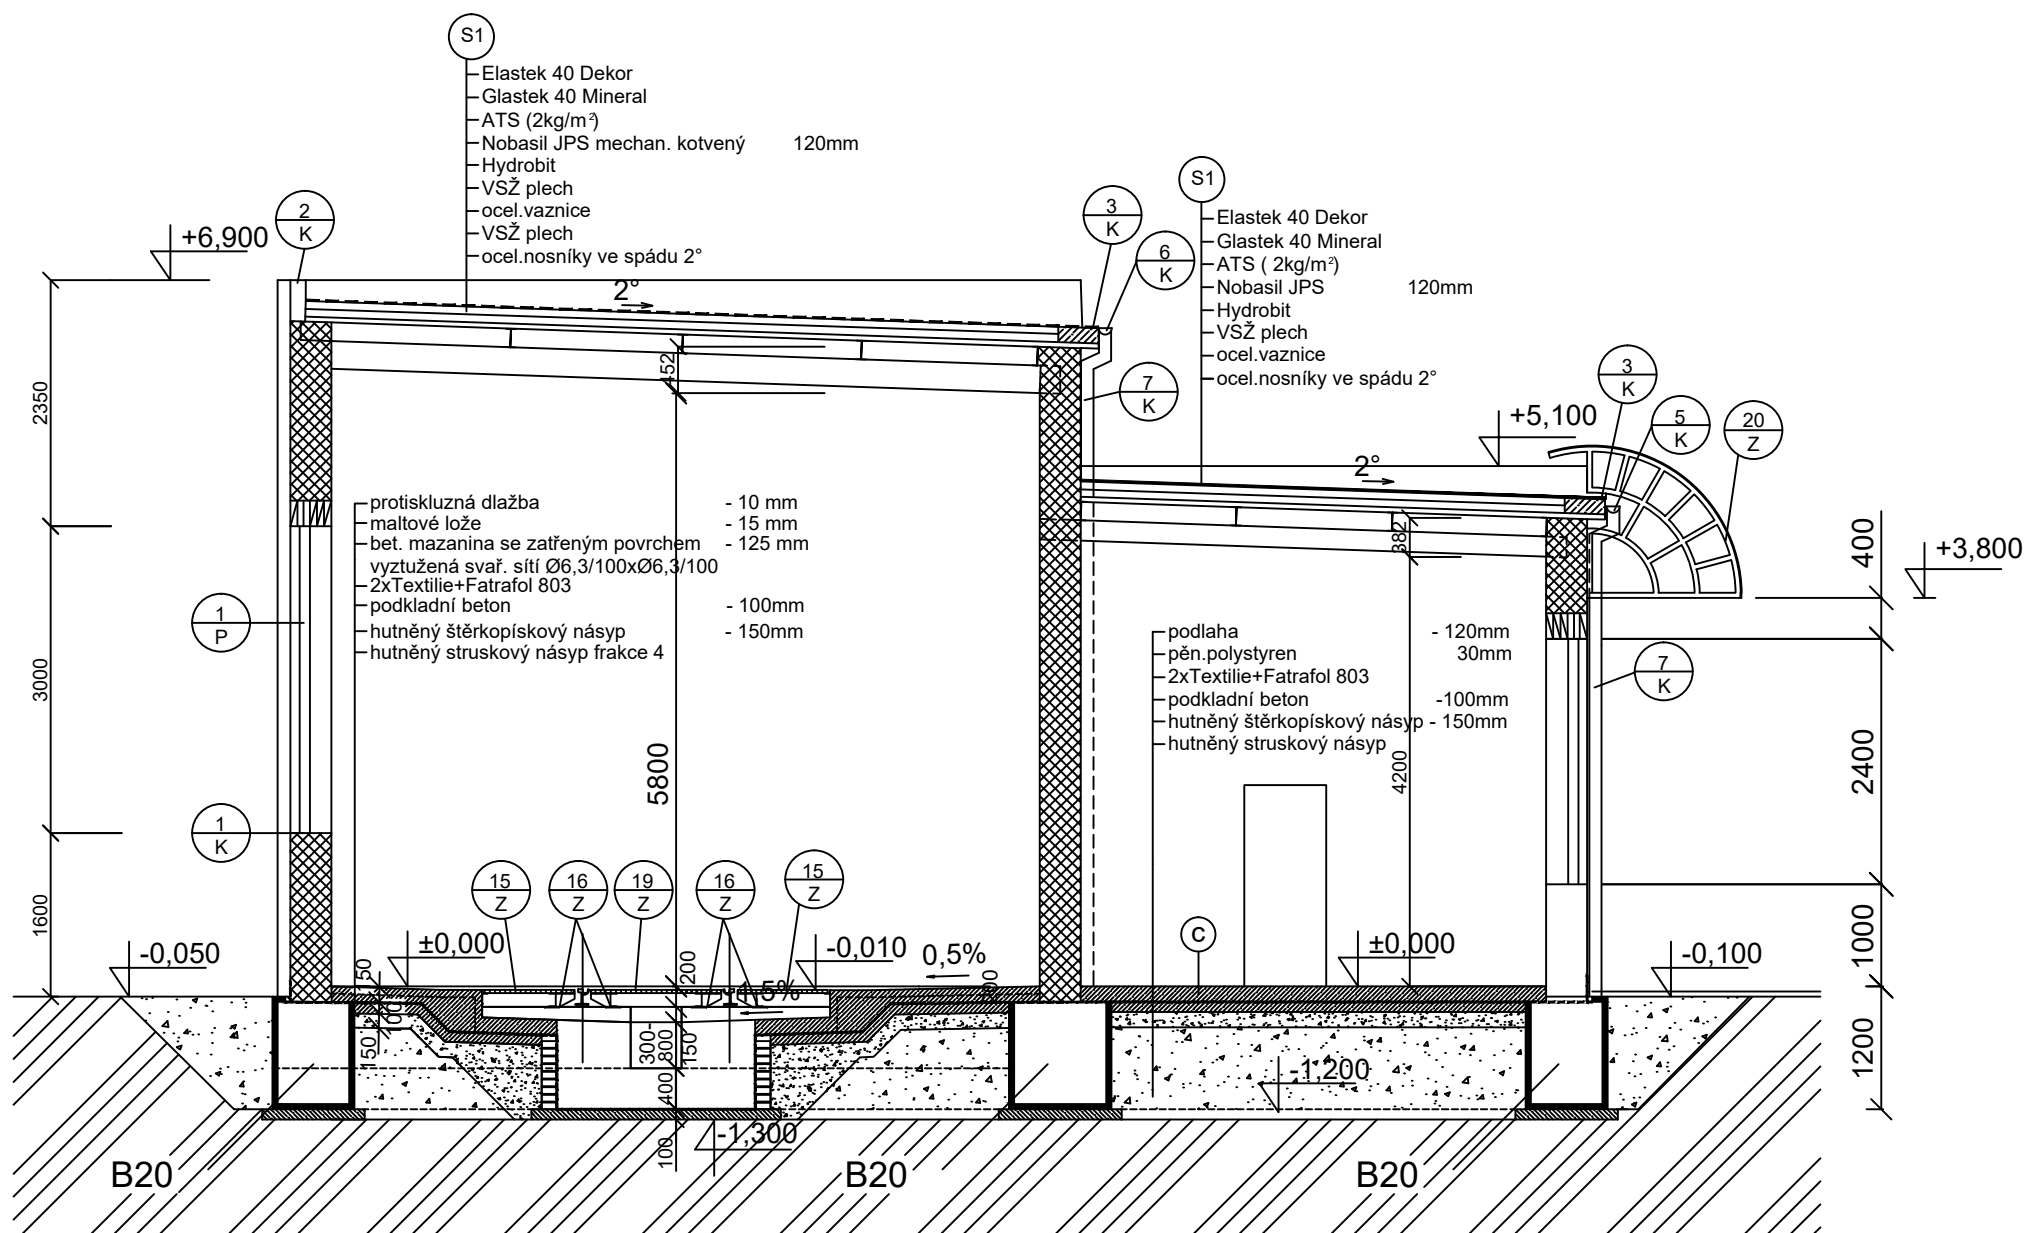 S1
Elastek 40 Dekor
Glastek 40 Mineral
ATS (2kg/m²)
Nobasil JPS mechan. kotvený 120mm
Hydrobit
VSŽ plech
ocel.vaznice
VSŽ plech
ocel.nosníky ve spádu 2°
S1
Elastek 40 Dekor
Glastek 40 Mineral
ATS ( 2kg/m²)
Nobasil JPS 120mm
Hydrobit
VSŽ plech
ocel.vaznice
ocel.nosníky ve spádu 2°
+6,900
2
K
3
K
6
K
7
K
2°
452
2350
3000
1600
+5,100
3
K
5
K
20
Z
2°
382
400
+3,800
protiskluzná dlažba - 10 mm
maltové lože - 15 mm
bet. mazanina se zatřeným povrchem - 125 mm
vyztužená svař. sítí Ø6,3/100xØ6,3/100
2xTextilie+Fatrafol 803
podkladní beton - 100mm
hutněný štěrkopískový násyp - 150mm
hutněný struskový násyp frakce 4
1
P
1
K
5800
podlaha - 120mm
pěn.polystyren 30mm
2xTextilie+Fatrafol 803
podkladní beton -100mm
hutněný štěrkopískový násyp - 150mm
hutněný struskový násyp
7
K
4200
2400
1000
1200
15
Z
16
Z
19
Z
16
Z
15
Z
C
-0,050
±0,000
-0,010
0,5%
±0,000
-0,100
150
100
150
200
1,5%
200
300-
800
150
400
100
-1,200
-1,300
B20
B20
B20